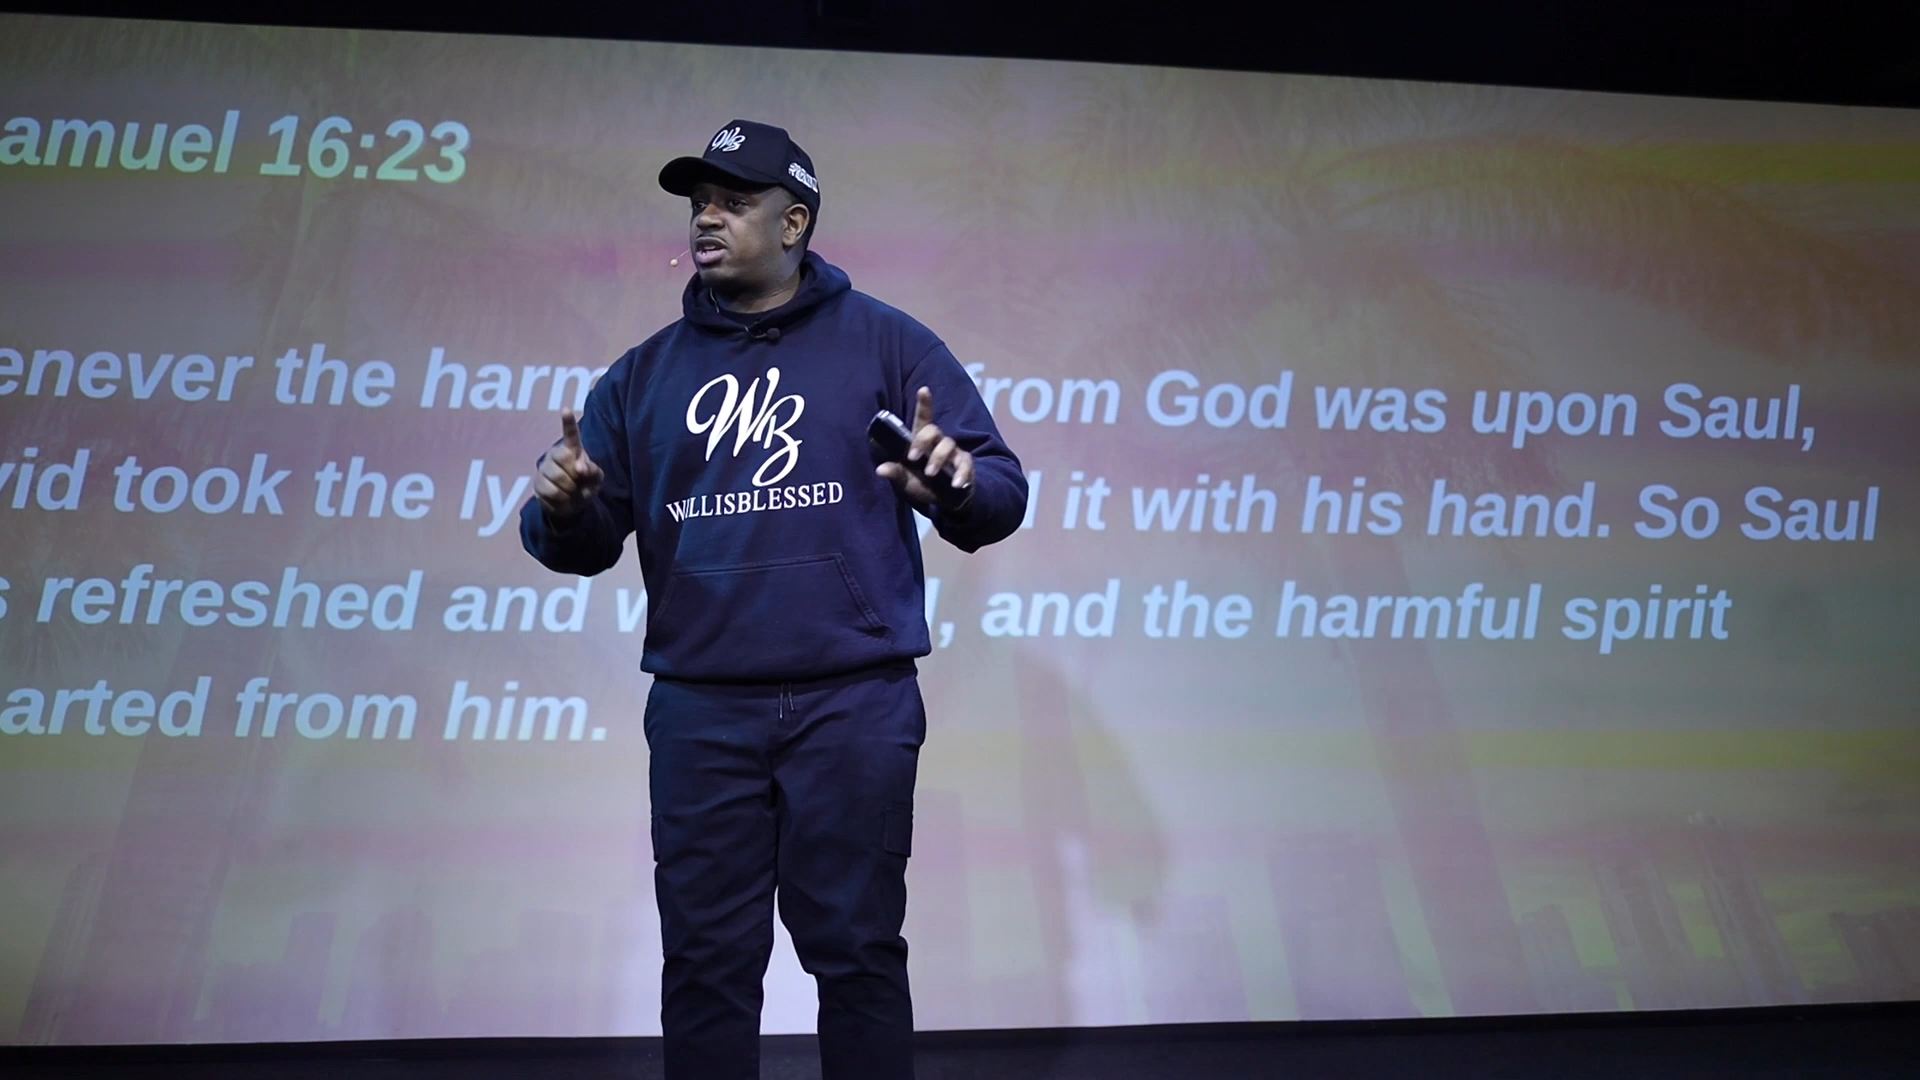 amuel 16:23
enever the harm from God was upon Saul,
vid took the ly it with his hand. So Saul
s refreshed and w , and the harmful spirit
arted from him.
WB
WB
WILLISBLESSED